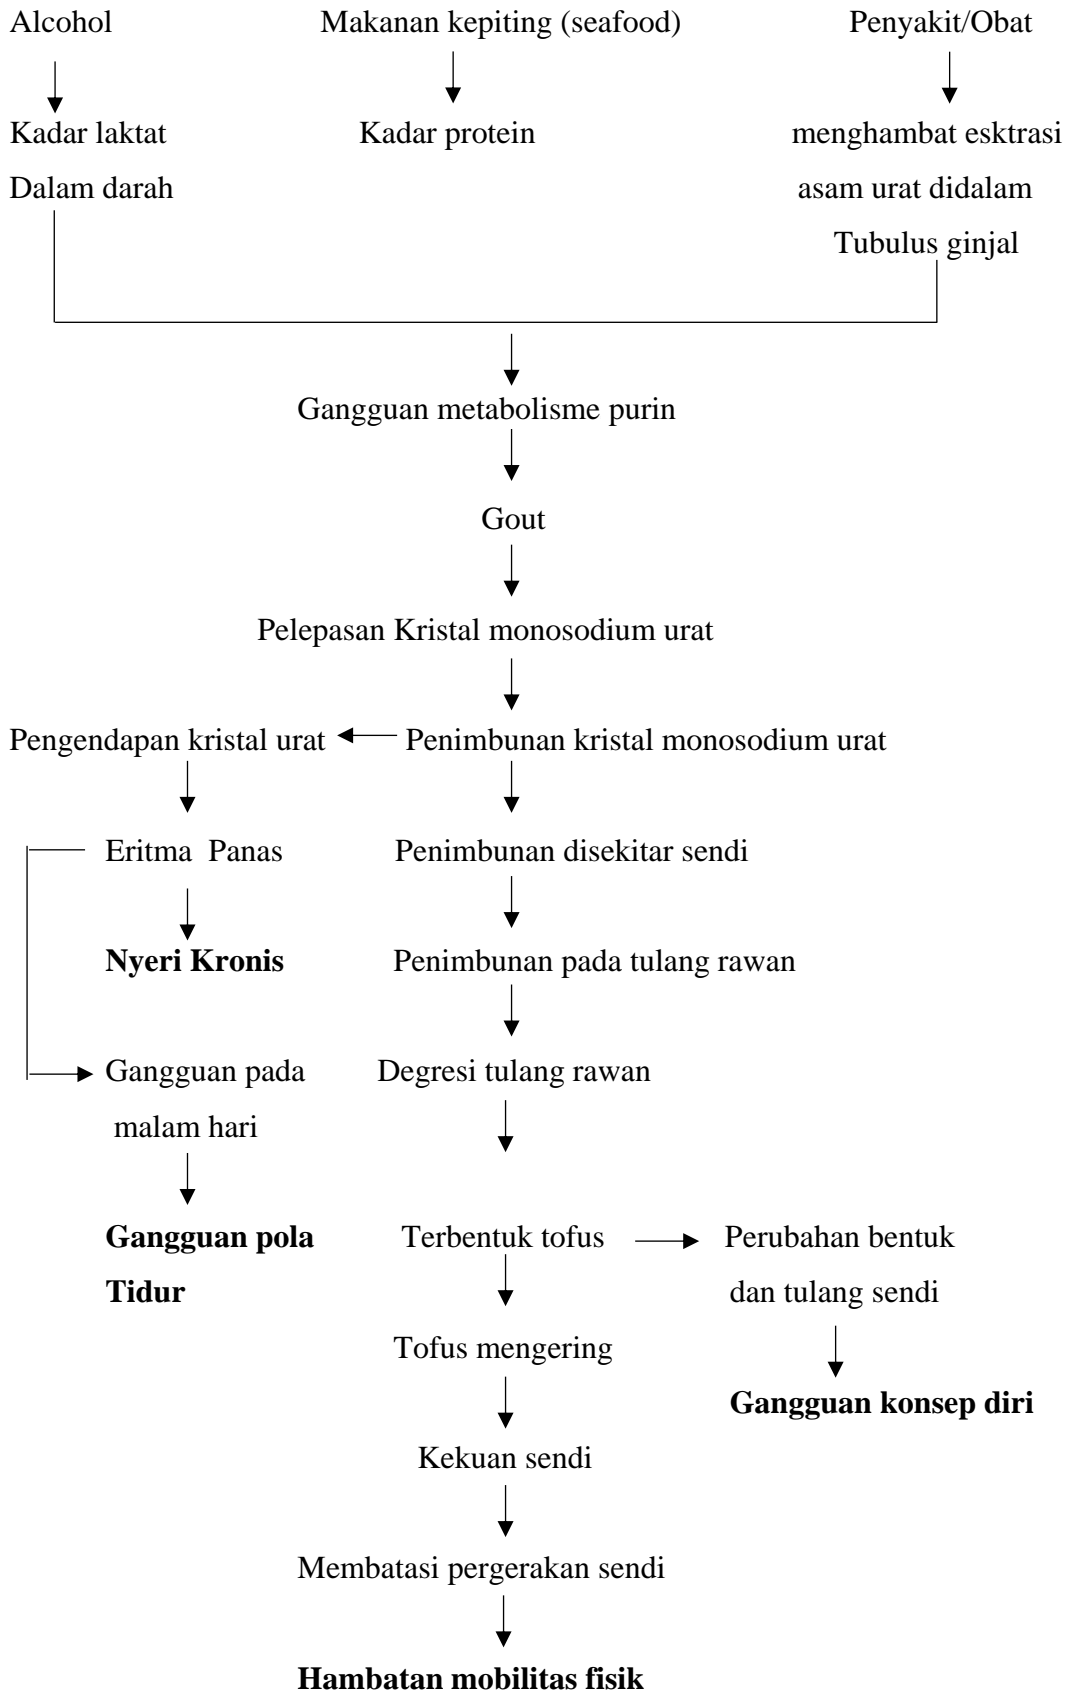 Alcohol
Makanan kepiting (seafood)
Penyakit/Obat
Kadar laktat
Kadar protein
menghambat esktrasi
Dalam darah
asam urat didalam
Tubulus ginjal
Gangguan metabolisme purin
Gout
Pelepasan Kristal monosodium urat
Pengendapan kristal urat
Penimbunan kristal monosodium urat
Eritma Panas
Penimbunan disekitar sendi
Nyeri Kronis
Penimbunan pada tulang rawan
Gangguan pada
Degresi tulang rawan
malam hari
Gangguan pola
Terbentuk tofus
Perubahan bentuk
Tidur
dan tulang sendi
Tofus mengering
Gangguan konsep diri
Kekuan sendi
Membatasi pergerakan sendi
Hambatan mobilitas fisik